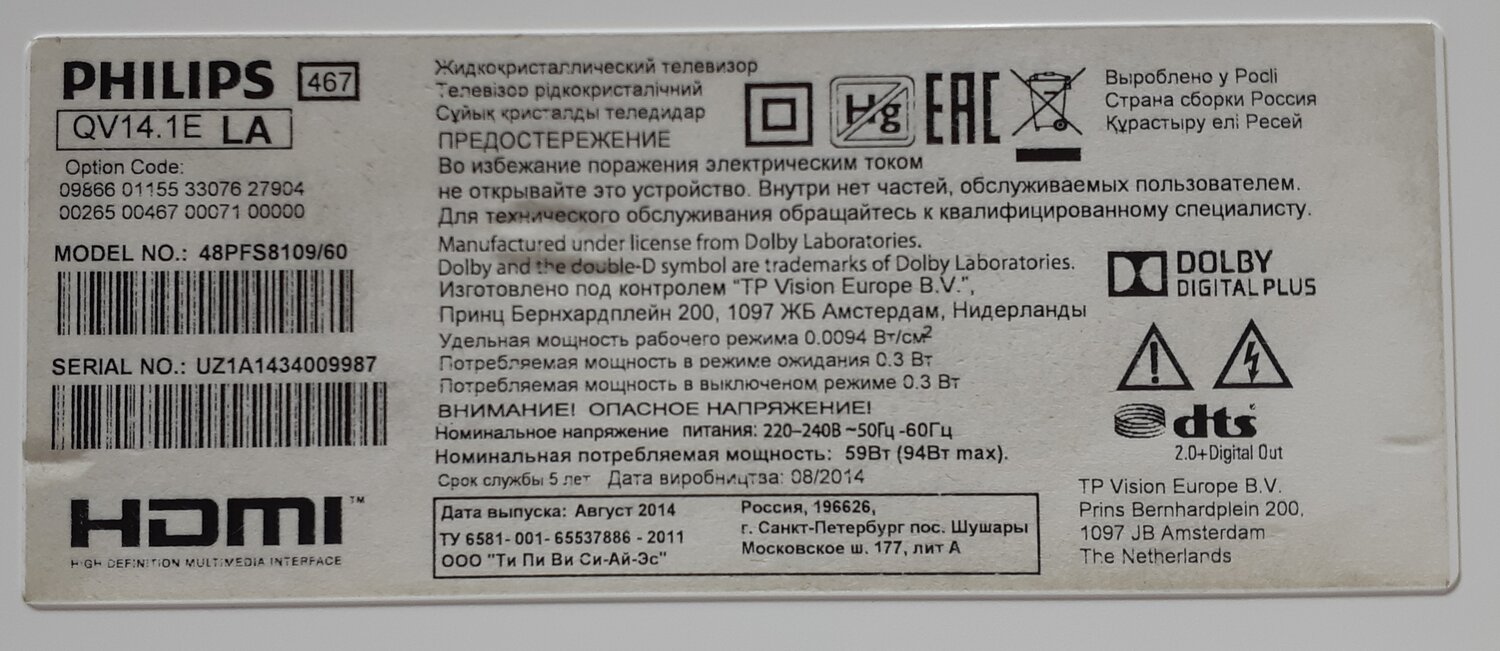 PHILIPS 467
QV14.1E LA
Option Code:
09866 01155 33076 27904
00265 00467 00071 00000
MODEL NO.: 48PFS8109/60
SERIAL NO.: UZ1A1434009987
HDMI™
HIGH DEFINITION MULTIMEDIA INTERFACE
Жидкокристаллический телевизор
Телевізор рідкокристалічний
Сұйық кристалды теледидар
ПРЕДОСТЕРЕЖЕНИЕ
Во избежание поражения электрическим током
не открывайте это устройство. Внутри нет частей, обслуживаемых пользователем.
Для технического обслуживания обращайтесь к квалифицированному специалисту.
Manufactured under license from Dolby Laboratories.
Dolby and the double-D symbol are trademarks of Dolby Laboratories.
Изготовлено под контролем "TP Vision Europe B.V.",
Принц Бернхардплейн 200, 1097 ЖБ Амстердам, Нидерланды
Удельная мощность рабочего режима 0.0094 Вт/см²
Потребляемая мощность в режиме ожидания 0.3 Вт
Потребляемая мощность в выключеном режиме 0.3 Вт
ВНИМАНИЕ! ОПАСНОЕ НАПРЯЖЕНИЕ!
Номинальное напряжение питания: 220–240В ~50Гц -60Гц
Номинальная потребляемая мощность: 59Вт (94Вт max).
Срок службы 5 лет Дата виробництва: 08/2014
Дата выпуска: Август 2014
ТУ 6581- 001- 65537886 - 2011
ООО "Ти Пи Ви Си-Ай-Эс"
Россия, 196626,
г. Санкт-Петербург пос. Шушары
Московское ш. 177, лит А
Hg
EAC
Выроблено у Росіі
Страна сборки Россия
Құрастыру елі Ресей
DOLBY
DIGITAL PLUS
dts
2.0+Digital Out
TP Vision Europe B.V.
Prins Bernhardplein 200,
1097 JB Amsterdam
The Netherlands